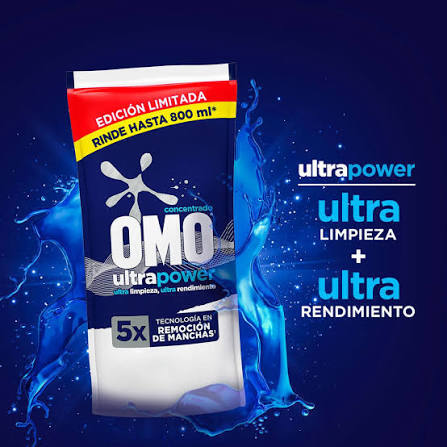 EDICIÓN LIMITADA
RINDE HASTA 800 ml*
concentrado
OMO
ultrapower
ultra limpieza, ultra rendimiento
5x
TECNOLOGÍA EN
REMOCIÓN
DE MANCHAS¹
ultrapower
ultra
LIMPIEZA
+
ultra
RENDIMIENTO